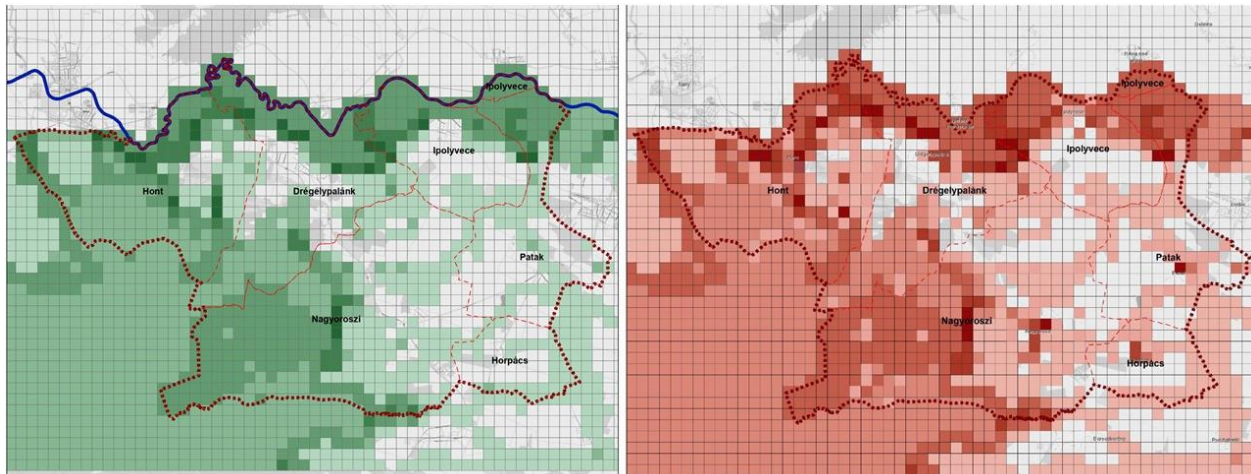 Ipolyvece
Ipolyvece
Hont
Drégelypalánk
Patak
Nagyoroszi
Horpács
Ipolyvece
Ipolyvece
Hont
Drégelypalánk
Patak
Nagyoroszi
Horpács